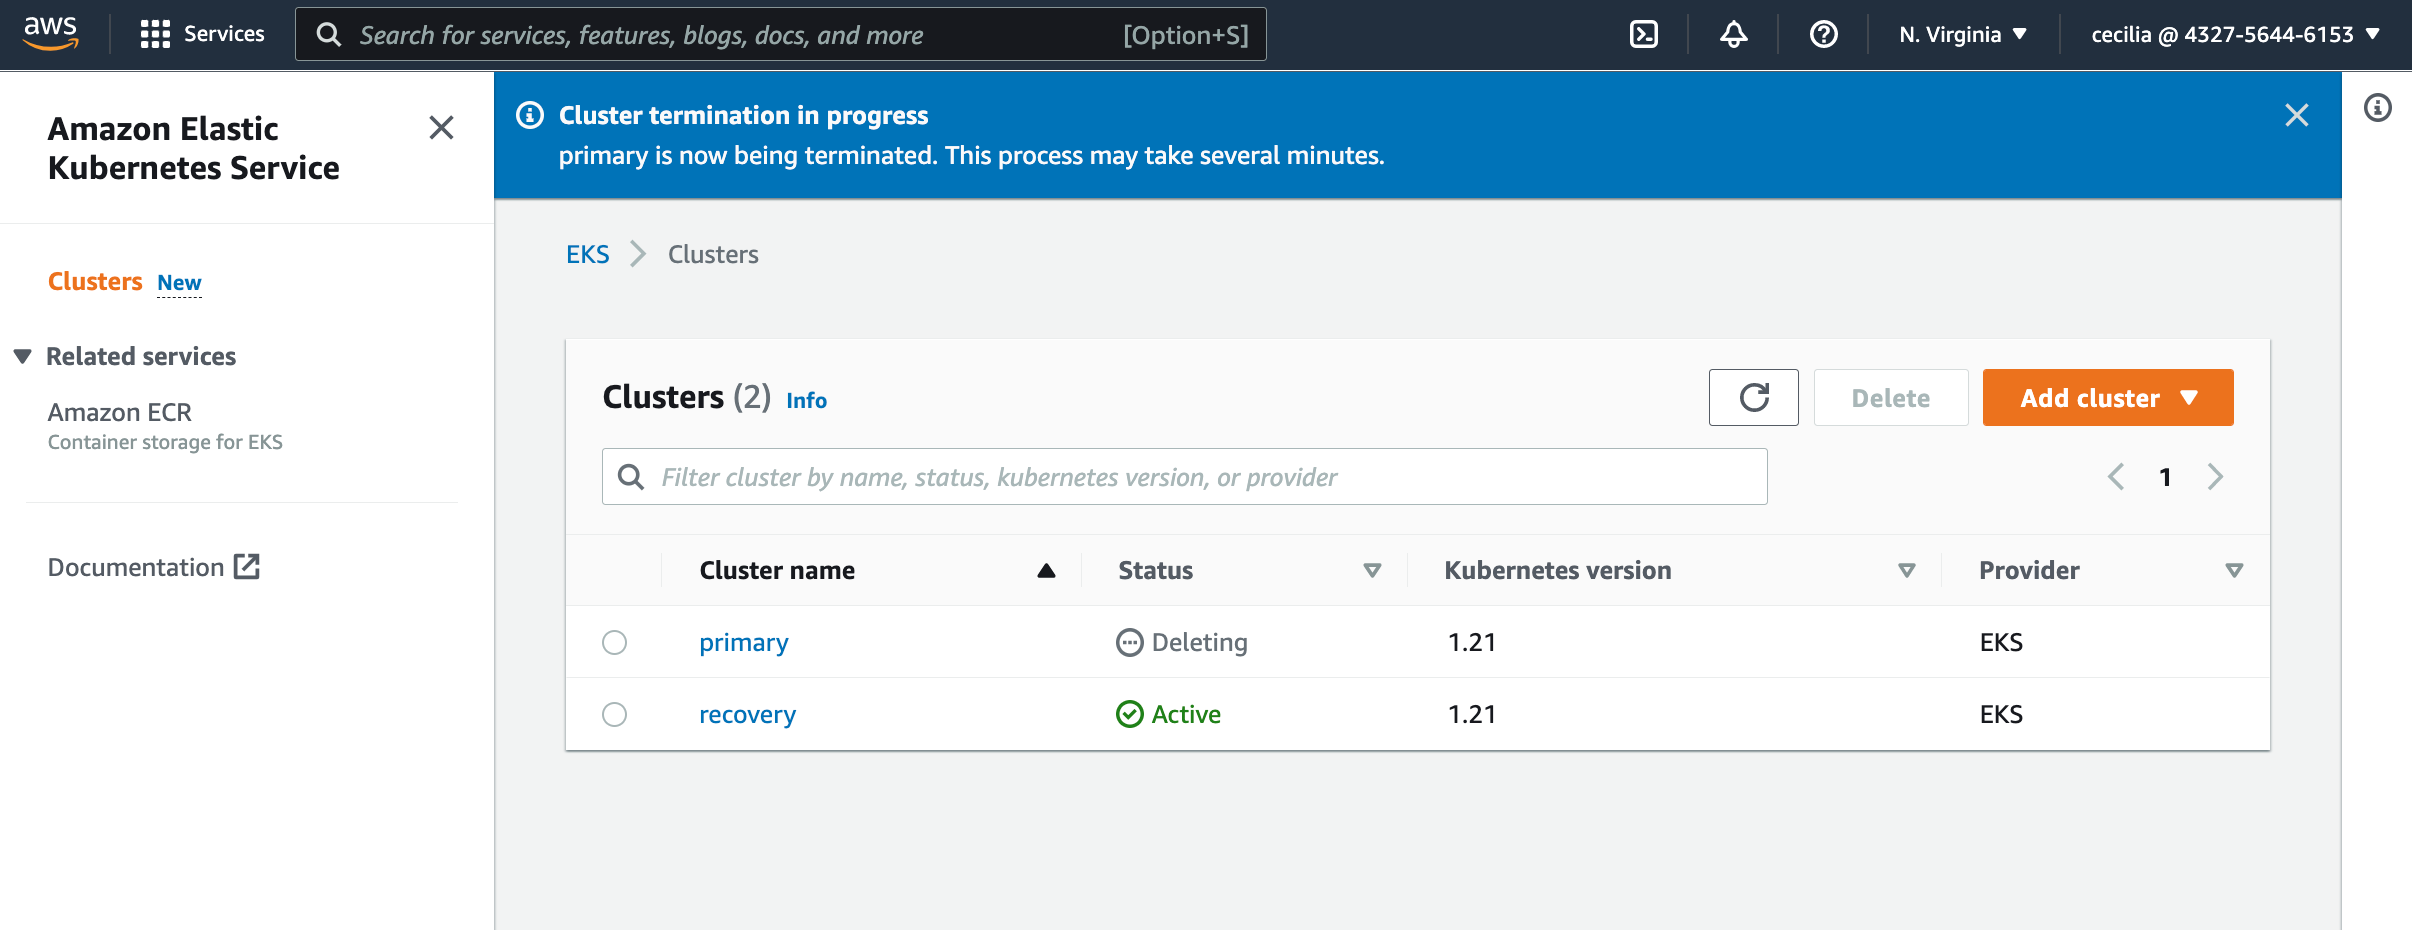 aws
Services
Search for services, features, blogs, docs, and more
[Option+S]
N. Virginia
cecilia @ 4327-5644-6153
Amazon Elastic
Kubernetes Service
Clusters New
Related services
Amazon ECR
Container storage for EKS
Documentation
Cluster termination in progress
primary is now being terminated. This process may take several minutes.
EKS
Clusters
Clusters (2) Info
Delete
Add cluster
Filter cluster by name, status, kubernetes version, or provider
1
Cluster name Status Kubernetes version Provider
primary Deleting 1.21 EKS
recovery Active 1.21 EKS